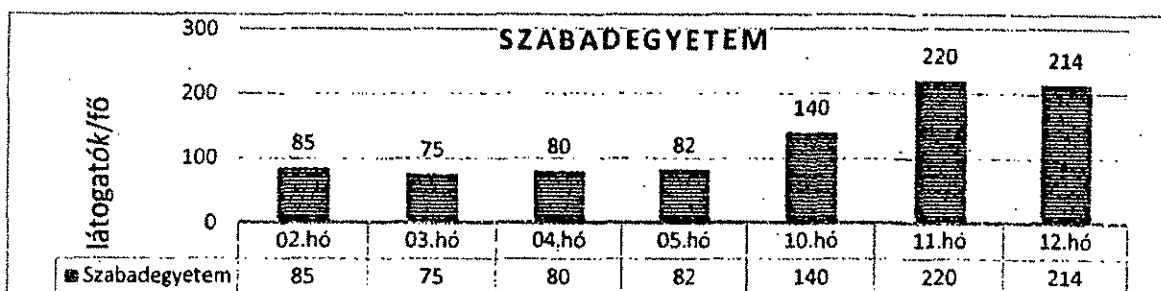 SZABADEGYETEM
300
200
100
0
látogatók/fő
85
75
80
82
140
220
214
02.hó 03.hó 04.hó 05.hó 10.hó 11.hó 12.hó
Szabadegyetem 85 75 80 82 140 220 214